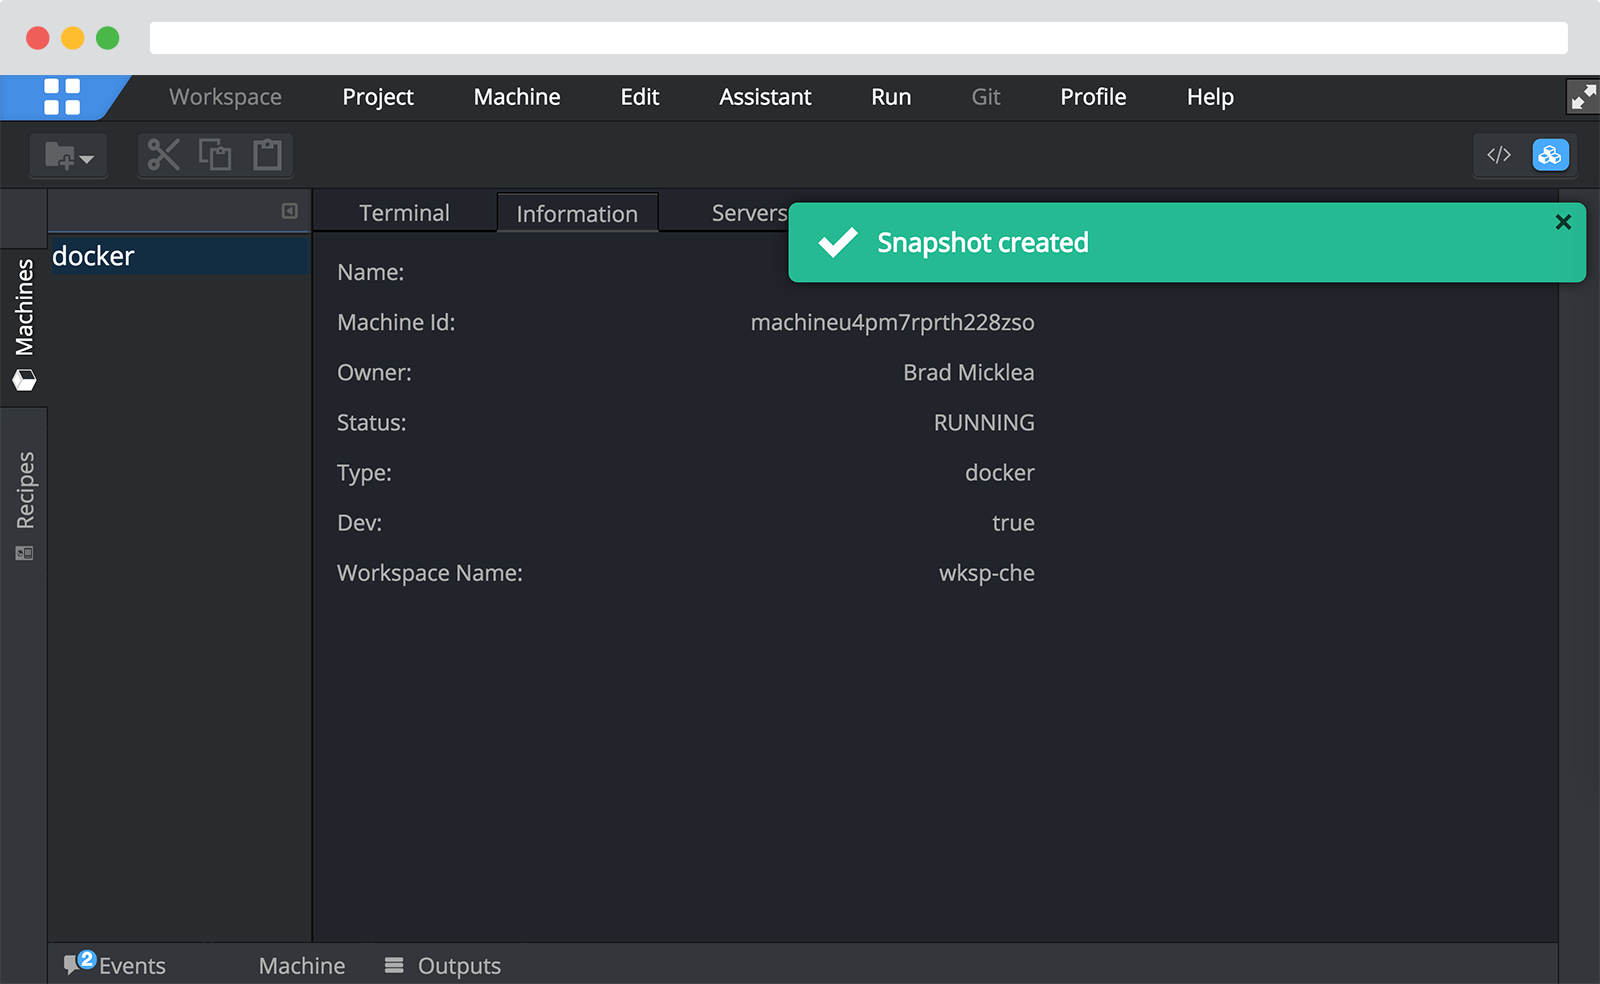 Workspace Project Machine Edit Assistant Run Git Profile Help
</>
Terminal Information Servers
Snapshot created
docker
Machines
Recipes
Name:
Machine Id: machineu4pm7rprth228zso
Owner: Brad Micklea
Status: RUNNING
Type: docker
Dev: true
Workspace Name: wksp-che
2 Events Machine Outputs